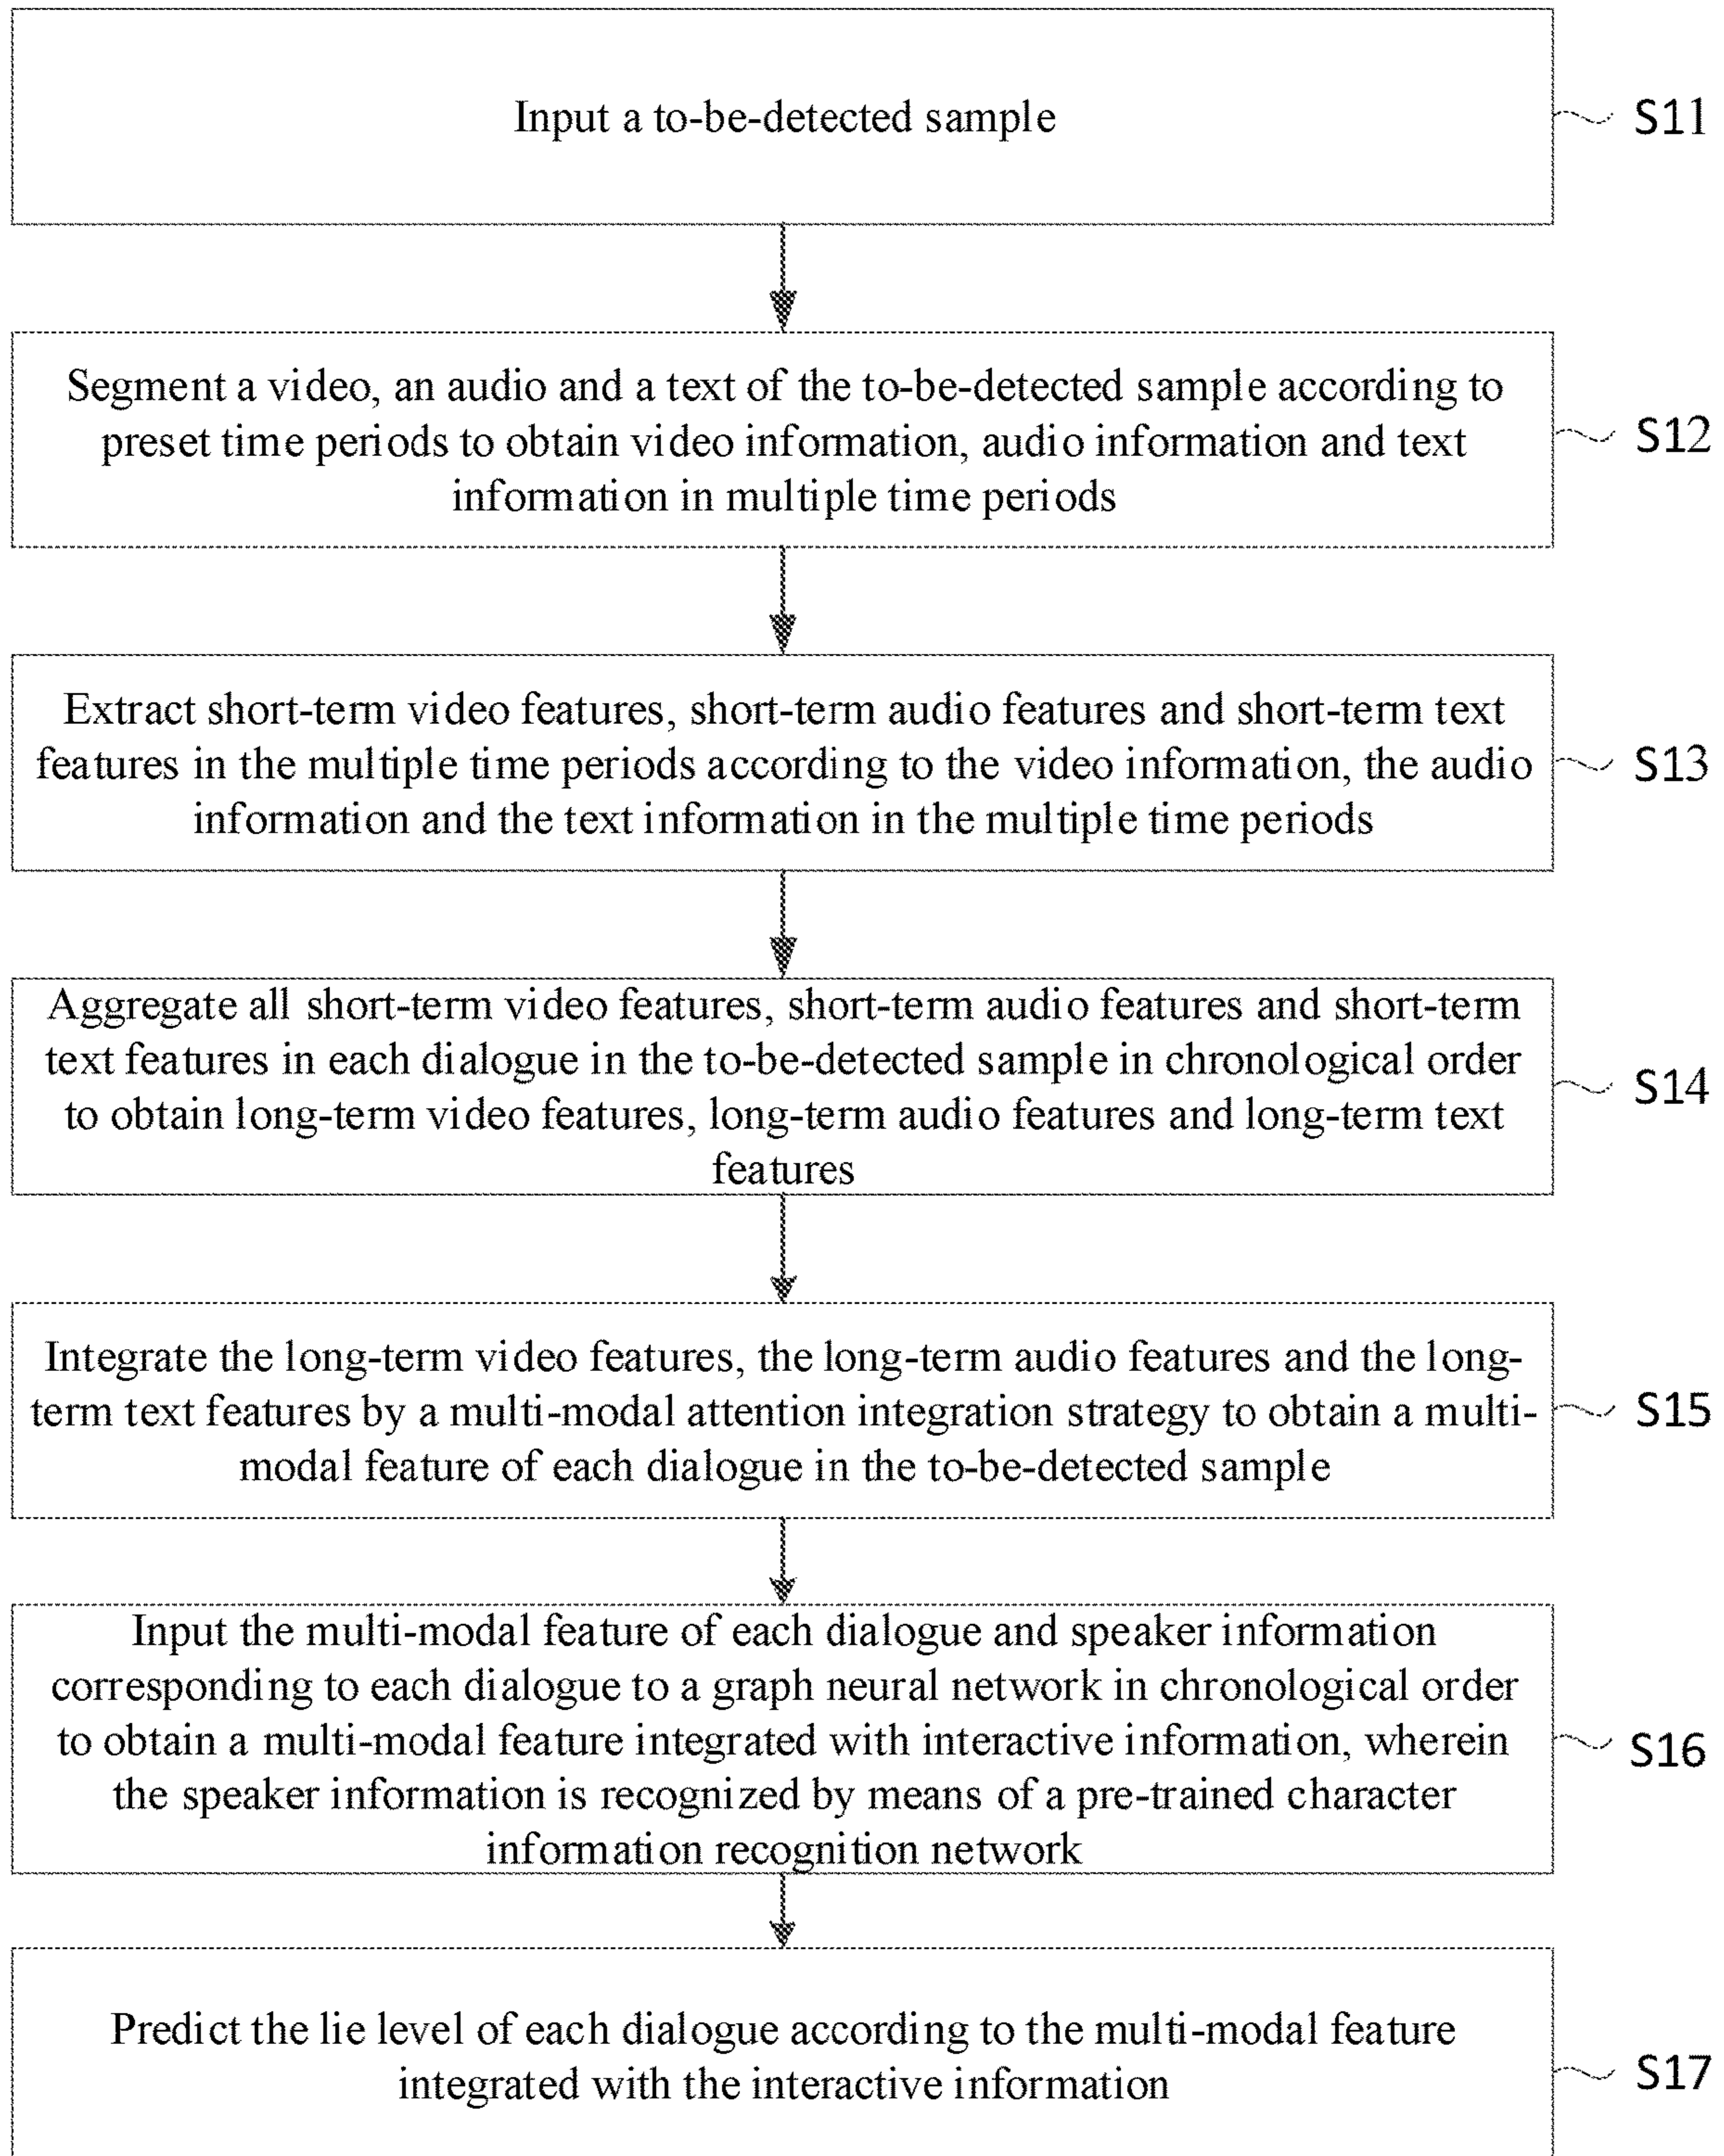 Input a to-be-detected sample
S11
Segment a video, an audio and a text of the to-be-detected sample according to
preset time periods to obtain video information, audio information and text
information in multiple time periods
S12
Extract short-term video features, short-term audio features and short-term text
features in the multiple time periods according to the video information, the audio
information and the text information in the multiple time periods
S13
Aggregate all short-term video features, short-term audio features and short-term
text features in each dialogue in the to-be-detected sample in chronological order
to obtain long-term video features, long-term audio features and long-term text
features
S14
Integrate the long-term video features, the long-term audio features and the long-
term text features by a multi-modal attention integration strategy to obtain a multi-
modal feature of each dialogue in the to-be-detected sample
S15
Input the multi-modal feature of each dialogue and speaker information
corresponding to each dialogue to a graph neural network in chronological order
to obtain a multi-modal feature integrated with interactive information, wherein
the speaker information is recognized by means of a pre-trained character
information recognition network
S16
Predict the lie level of each dialogue according to the multi-modal feature
integrated with the interactive information
S17